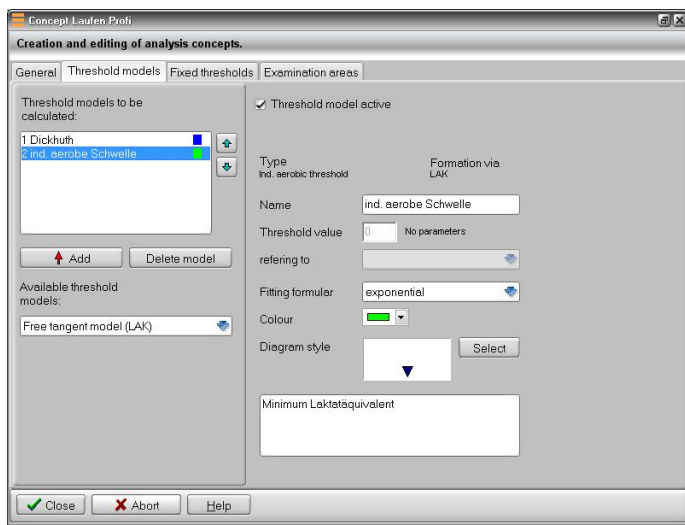 Concept Laufen Profi
Creation and editing of analysis concepts.
General Threshold models Fixed thresholds Examination areas
Threshold models to be
calculated:
1 Dickhuth
2 ind. aerobe Schwelle
Add Delete model
Available threshold
models:
Free tangent model (LAK)
Threshold model active
Type Formation via
Ind. aerobic threshold LAK
Name ind. aerobe Schwelle
Threshold value 0 No parameters
refering to
Fitting formular exponential
Colour
Diagram style Select
Minimum Laktatäquivalent
Close Abort Help